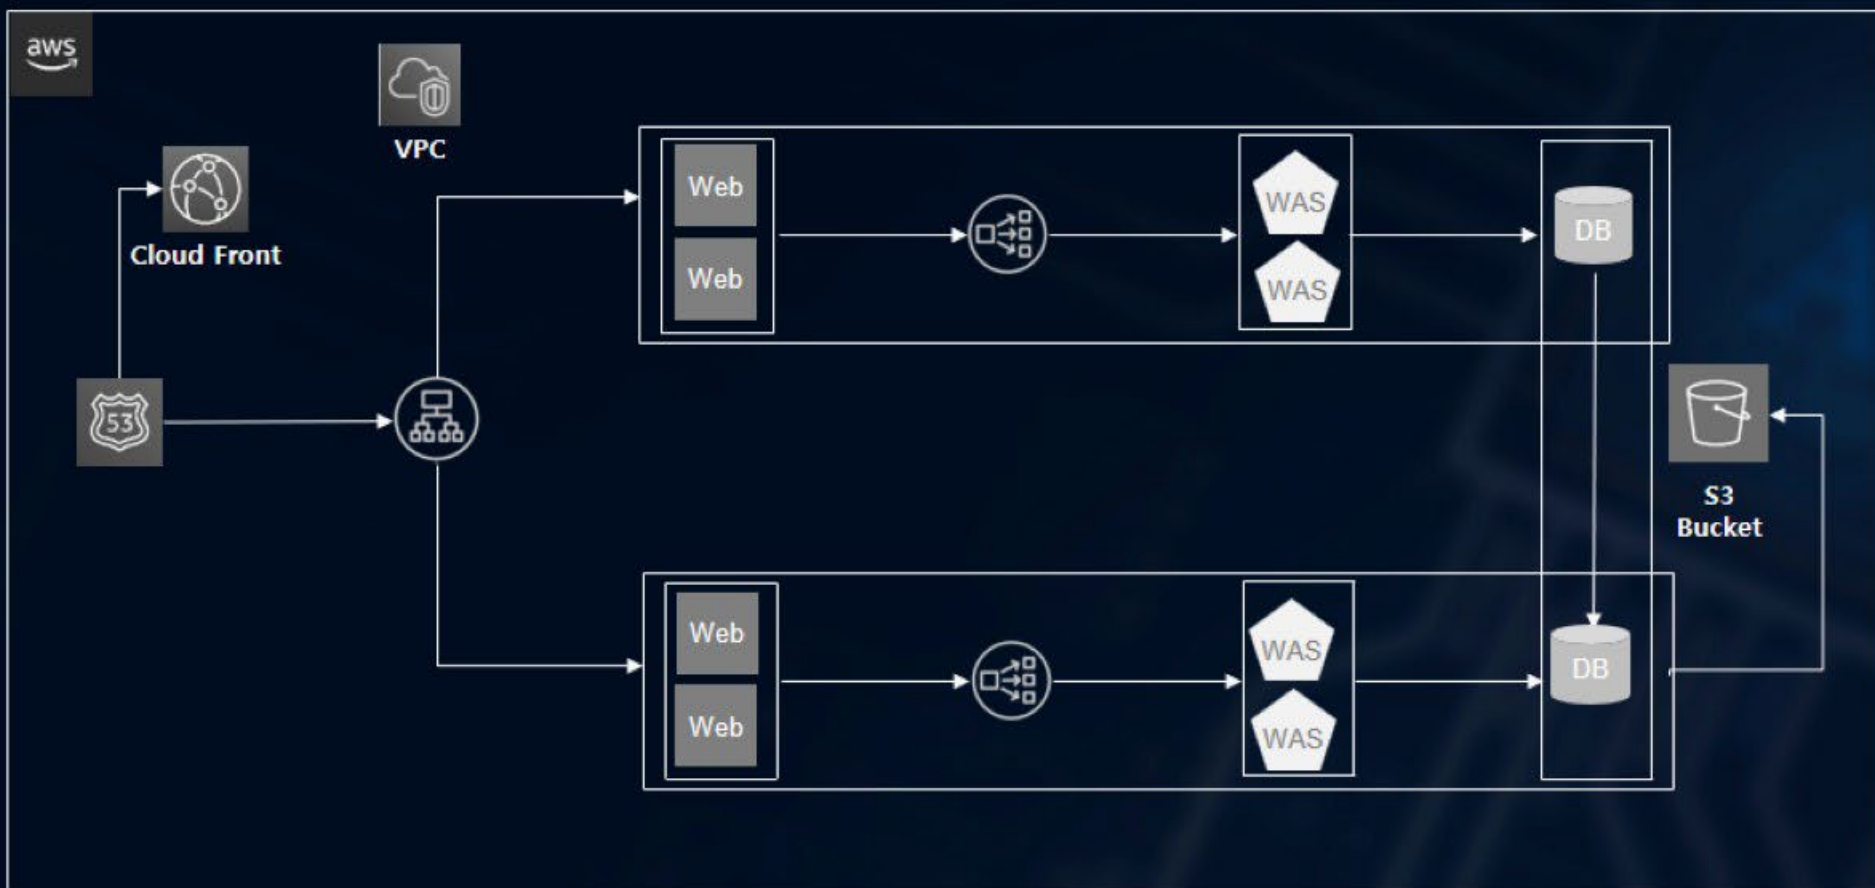 aws
VPC
Cloud Front
53
Web
Web
WAS
WAS
DB
S3
Bucket
Web
Web
WAS
WAS
DB